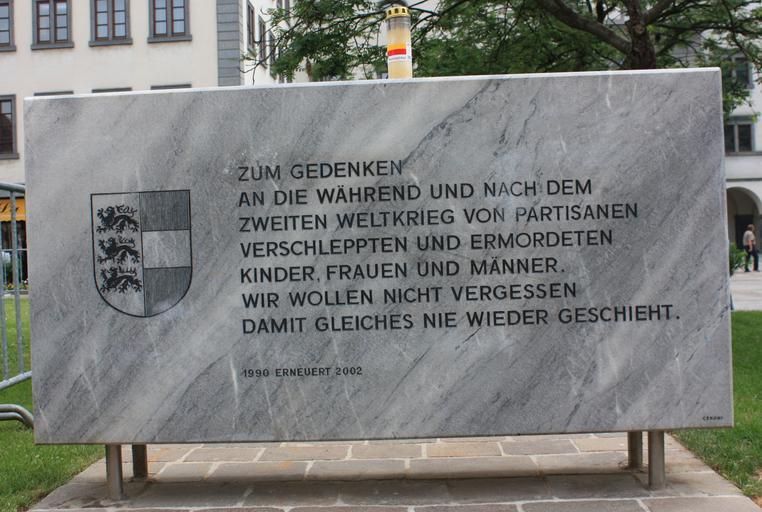 ZUM GEDENKEN
AN DIE WÄHREND UND NACH DEM
ZWEITEN WELTKRIEG VON PARTISANEN
VERSCHLEPPTEN UND ERMORDETEN
KINDER, FRAUEN UND MÄNNER.
WIR WOLLEN NICHT VERGESSEN
DAMIT GLEICHES NIE WIEDER GESCHIEHT.
1990 ERNEUERT 2002